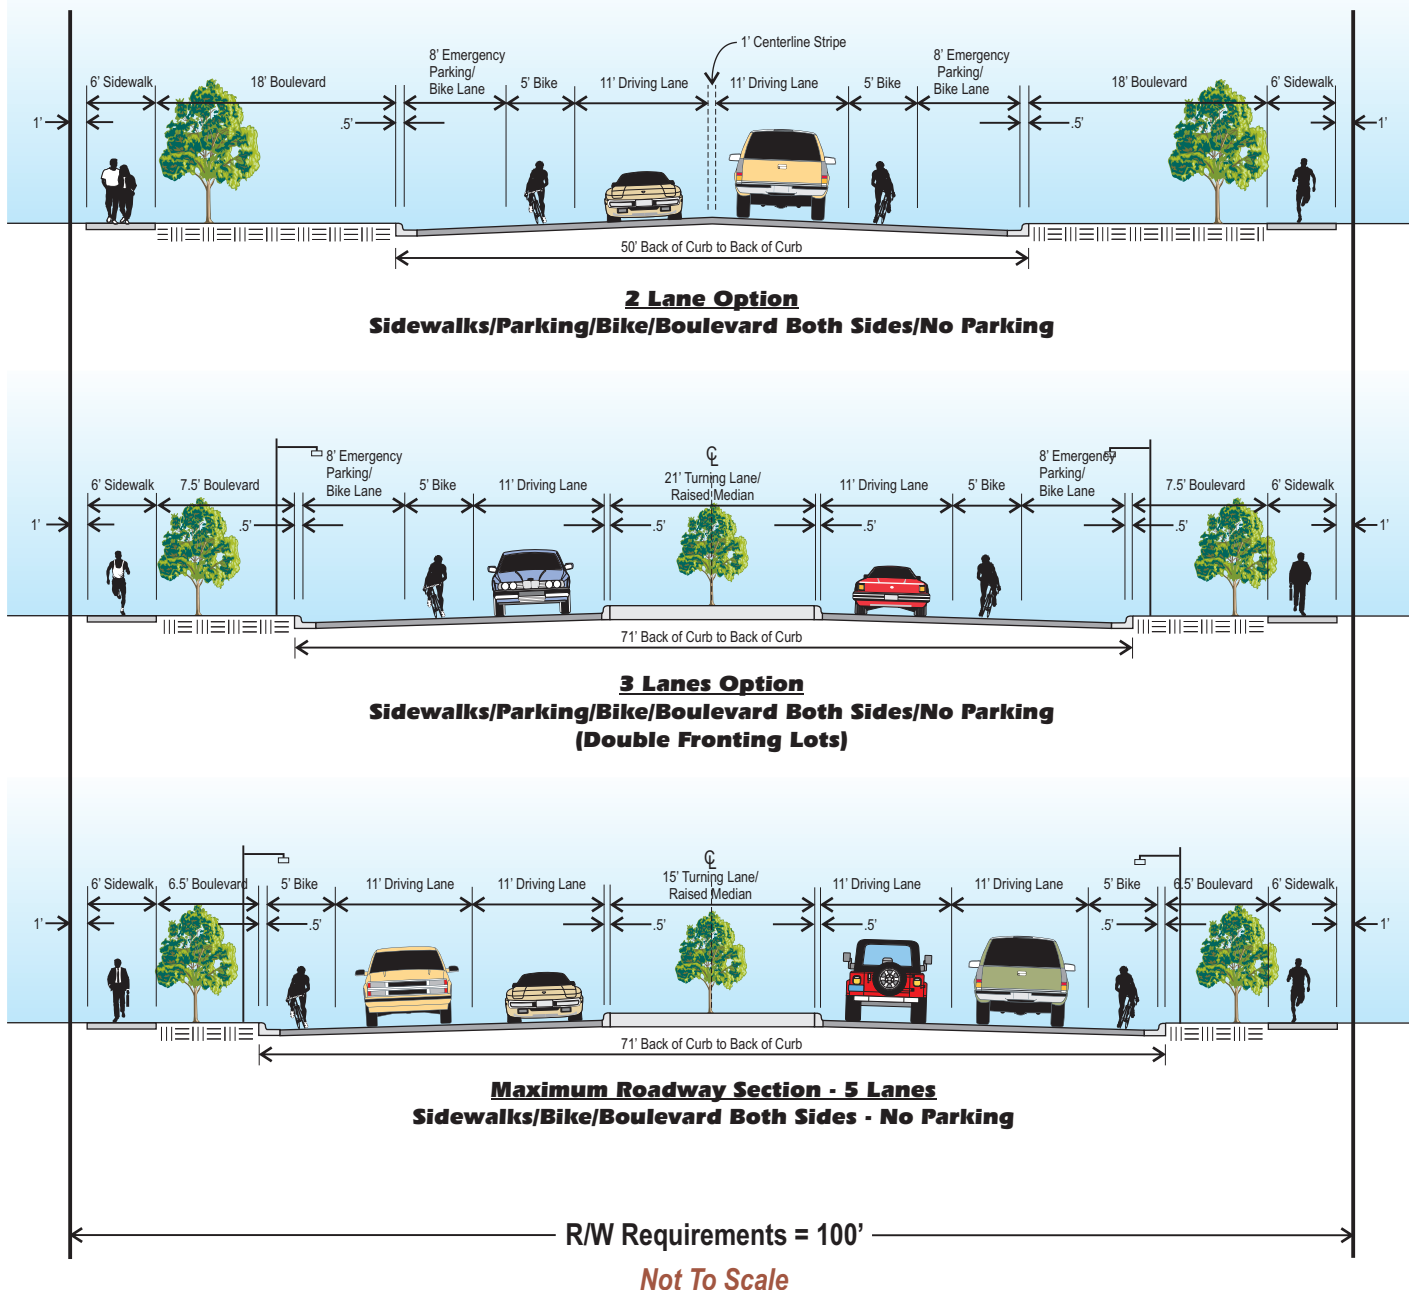 1’ Centerline Stripe
8’ Emergency
Parking/
Bike Lane
8’ Emergency
Parking/
Bike Lane
6’ Sidewalk
18’ Boulevard
5’ Bike
11’ Driving Lane
11’ Driving Lane
5’ Bike
18’ Boulevard
6’ Sidewalk
1’
.5’
.5’
1’
50’ Back of Curb to Back of Curb
2 Lane Option
Sidewalks/Parking/Bike/Boulevard Both Sides/No Parking
8’ Emergency
Parking/
Bike Lane
CL
8’ Emergency
Parking/
Bike Lane
6’ Sidewalk
7.5’ Boulevard
5’ Bike
11’ Driving Lane
21’ Turning Lane/
Raised Median
11’ Driving Lane
5’ Bike
7.5’ Boulevard
6’ Sidewalk
1’
.5’
.5’
.5’
.5’
1’
71’ Back of Curb to Back of Curb
3 Lanes Option
Sidewalks/Parking/Bike/Boulevard Both Sides/No Parking
(Double Fronting Lots)
CL
6’ Sidewalk
6.5’ Boulevard
5’ Bike
11’ Driving Lane
11’ Driving Lane
15’ Turning Lane/
Raised Median
11’ Driving Lane
11’ Driving Lane
5’ Bike
6.5’ Boulevard
6’ Sidewalk
1’
.5’
.5’
.5’
.5’
1’
71’ Back of Curb to Back of Curb
Maximum Roadway Section - 5 Lanes
Sidewalks/Bike/Boulevard Both Sides - No Parking
R/W Requirements = 100’
Not To Scale